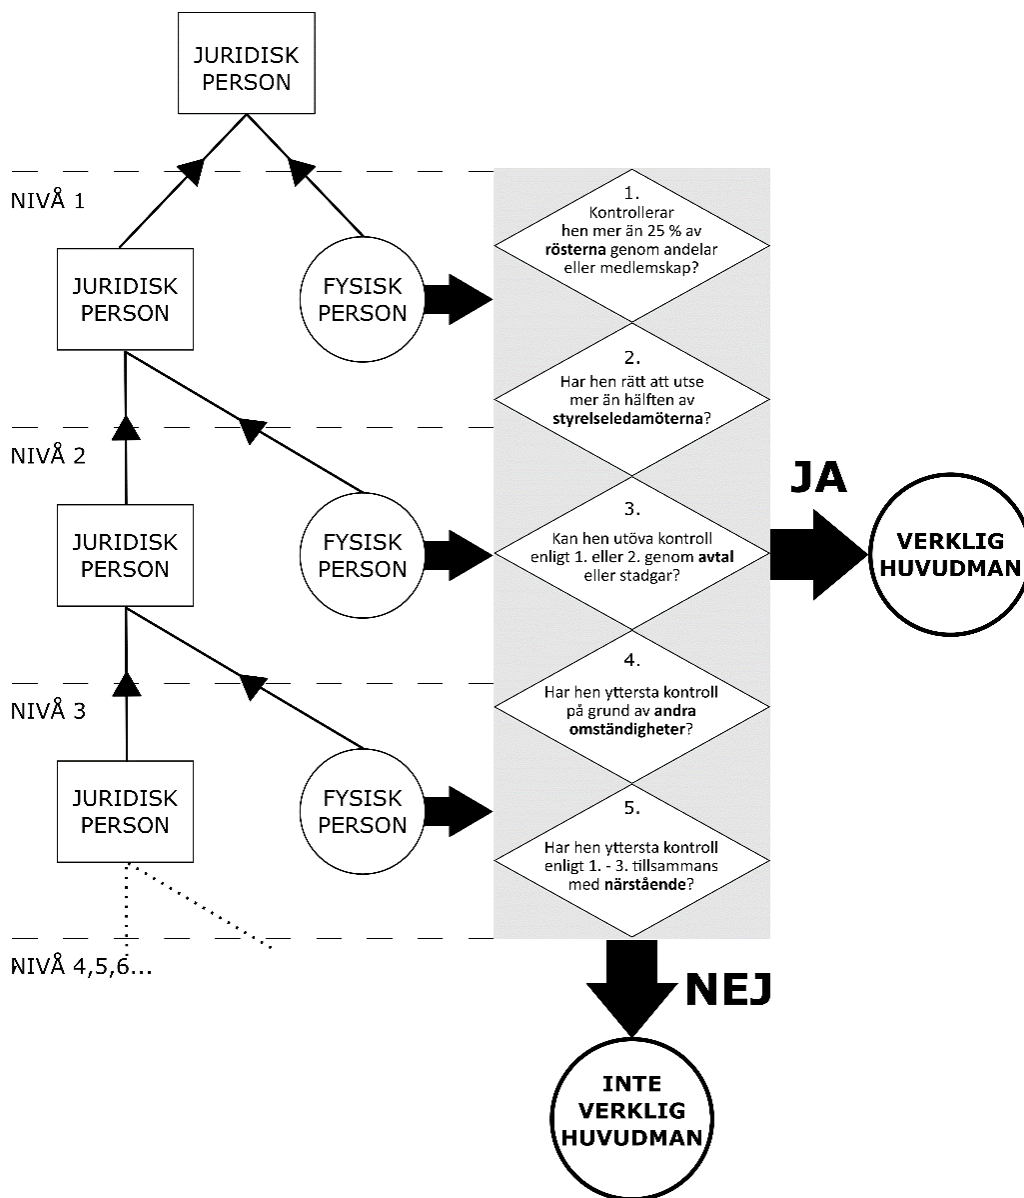 JURIDISK
PERSON
NIVÅ 1
JURIDISK
PERSON
FYSISK
PERSON
NIVÅ 2
JURIDISK
PERSON
FYSISK
PERSON
NIVÅ 3
JURIDISK
PERSON
FYSISK
PERSON
NIVÅ 4,5,6...
1.
Kontrollerar
hen mer än 25 % av
rösterna genom andelar
eller medlemskap?
2.
Har hen rätt att utse
mer än hälften av
styrelseledamöterna?
3.
Kan hen utöva kontroll
enligt 1. eller 2. genom avtal
eller stadgar?
4.
Har hen yttersta kontroll
på grund av andra
omständigheter?
5.
Har hen yttersta kontroll
enligt 1. - 3. tillsammans
med närstående?
JA
VERKLIG
HUVUDMAN
NEJ
INTE
VERKLIG
HUVUDMAN